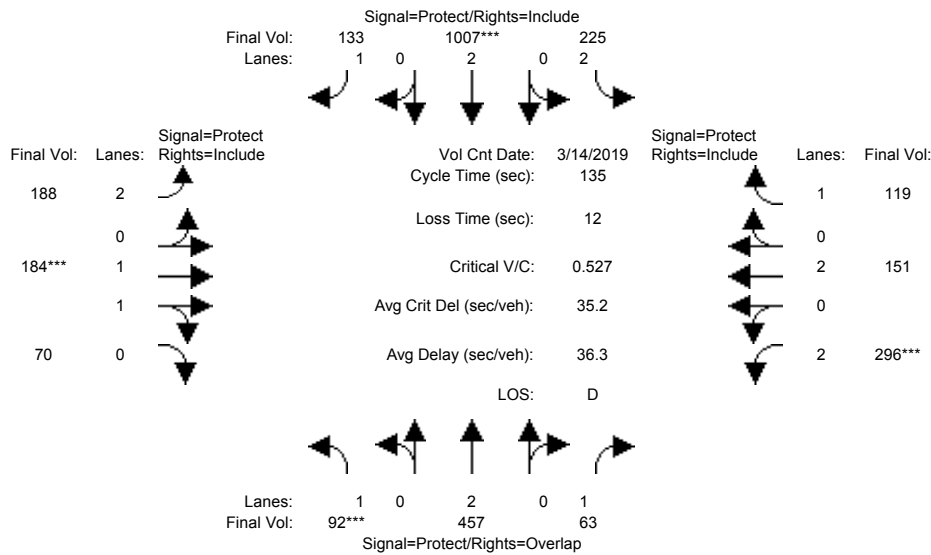 Signal=Protect/Rights=Include
Final Vol: 133 1007*** 225
Lanes: 1 0 2 0 2
Signal=Protect Signal=Protect
Final Vol: Lanes: Rights=Include Vol Cnt Date: 3/14/2019 Rights=Include Lanes: Final Vol:
Cycle Time (sec): 135
188 2 1 119
Loss Time (sec): 12
0 0
184*** 1 Critical V/C: 0.527 2 151
1 Avg Crit Del (sec/veh): 35.2 0
70 0 Avg Delay (sec/veh): 36.3 2 296***
LOS: D
Lanes: 1 0 2 0 1
Final Vol: 92*** 457 63
Signal=Protect/Rights=Overlap